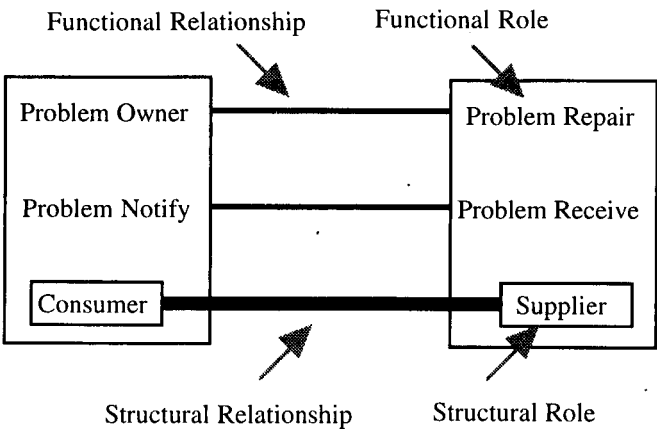 Functional Relationship
Functional Role
Problem Owner
Problem Repair
Problem Notify
Problem Receive
Consumer
Supplier
Structural Relationship
Structural Role